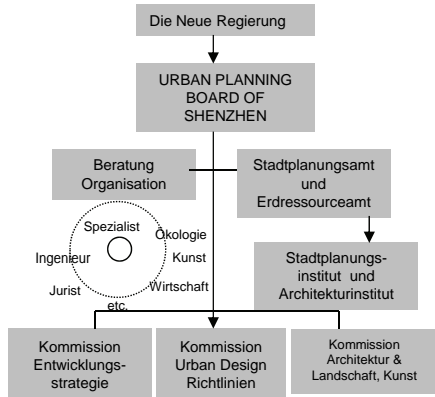 Die Neue Regierung
URBAN PLANNING
BOARD OF
SHENZHEN
Beratung
Organisation
Stadtplanungsamt
und
Erdressourceamt
Spezialist
Ökologie
Ingenieur
Kunst
Jurist
Wirtschaft
etc.
Stadtplanungs-
institut und
Architekturinstitut
Kommission
Entwicklungs-
strategie
Kommission
Urban Design
Richtlinien
Kommission
Architektur &
Landschaft, Kunst